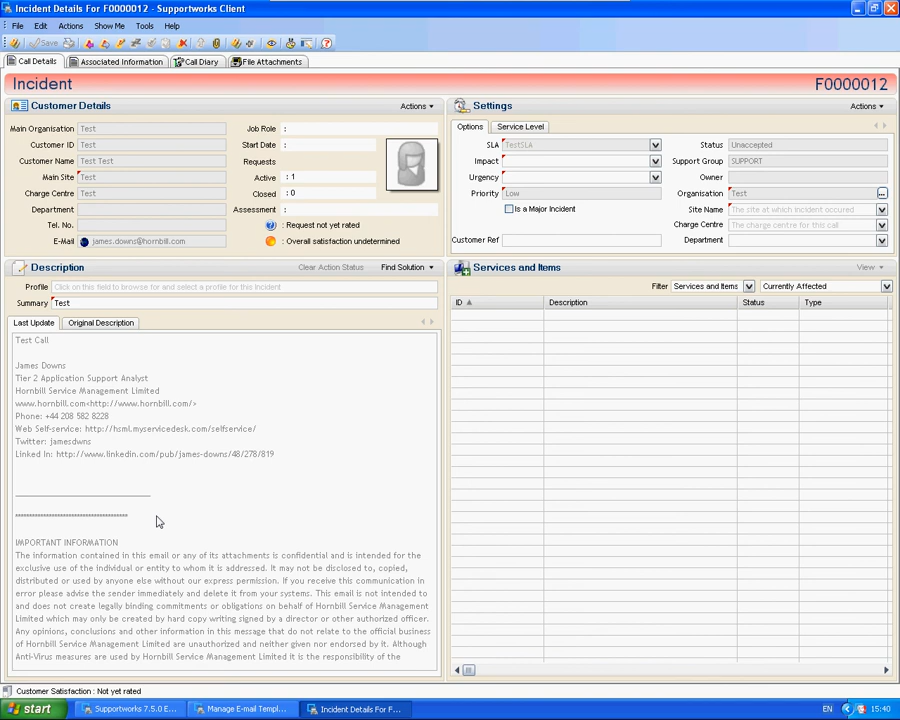 Incident Details For F0000012 - Supportworks Client
File Edit Actions Show Me Tools Help
Save
Call Details Associated Information Call Diary File Attachments
Incident F0000012
Customer Details Actions
Main Organisation Test
Customer ID Test
Customer Name Test Test
Main Site Test
Charge Centre Test
Department
Tel. No.
E-Mail james.downs@hornbill
Job Role :
Start Date :
Requests
Active : 1
Closed : 0
Assessment :
: Request not yet rated
: Overall satisfaction undetermined
Settings Actions
Options Service Level
SLA TestSLA
Impact
Urgency
Priority Low
Is a Major Incident
Customer Ref
Status Unaccepted
Support Group SUPPORT
Owner
Organisation Test
Site Name The site at which incident occured
Charge Centre The charge centre for this call
Department
Description Clear Action Status Find Solution
Profile Click on this field to browse for and select a profile for this incident
Summary Test
Last Update Original Description
Test Call
James Downs
Tier 2 Application Support Analyst
Hornbill Service Management Limited
www.hornbill.com<http://www.hornbill.com/>
Phone: +44 208 582 8228
Web Self-service: http://hsml.myservicedesk.com/selfservice/
Twitter: jamesdwns
Linked In: http://www.linkedin.com/pub/james-downs/48/278/819
IMPORTANT INFORMATION
The information contained in this email or any of its attachments is confidential and is intended for the
exclusive use of the individual or entity to whom it is addressed. It may not be disclosed to, copied,
distributed or used by anyone else without our express permission. If you receive this communication in
error please advise the sender immediately and delete it from your systems. This email is not intended to
and does not create legally binding commitments or obligations on behalf of Hornbill Service Management
Limited which may only be created by hard copy writing signed by a director or other authorized officer.
Any opinions, conclusions and other information in this message that do not relate to the official business
of Hornbill Service Management Limited are unauthorized and neither given nor endorsed by it. Although
Anti-Virus measures are used by Hornbill Service Management Limited it is the responsibility of the
Services and Items View
Filter Services and Items Currently Affected
ID Description Status Type
Customer Satisfaction : Not yet rated
start Supportworks 7.5.0 E... Manage E-mail Templ... Incident Details For F... EN 15:40